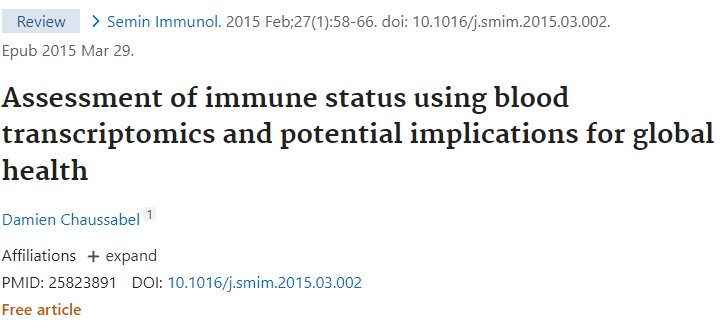 Review > Semin Immunol. 2015 Feb;27(1):58-66. doi: 10.1016/j.smim.2015.03.002.
Epub 2015 Mar 29.
Assessment of immune status using blood
transcriptomics and potential implications for global
health
Damien Chaussabel 1
Affiliations + expand
PMID: 25823891 DOI: 10.1016/j.smim.2015.03.002
Free article